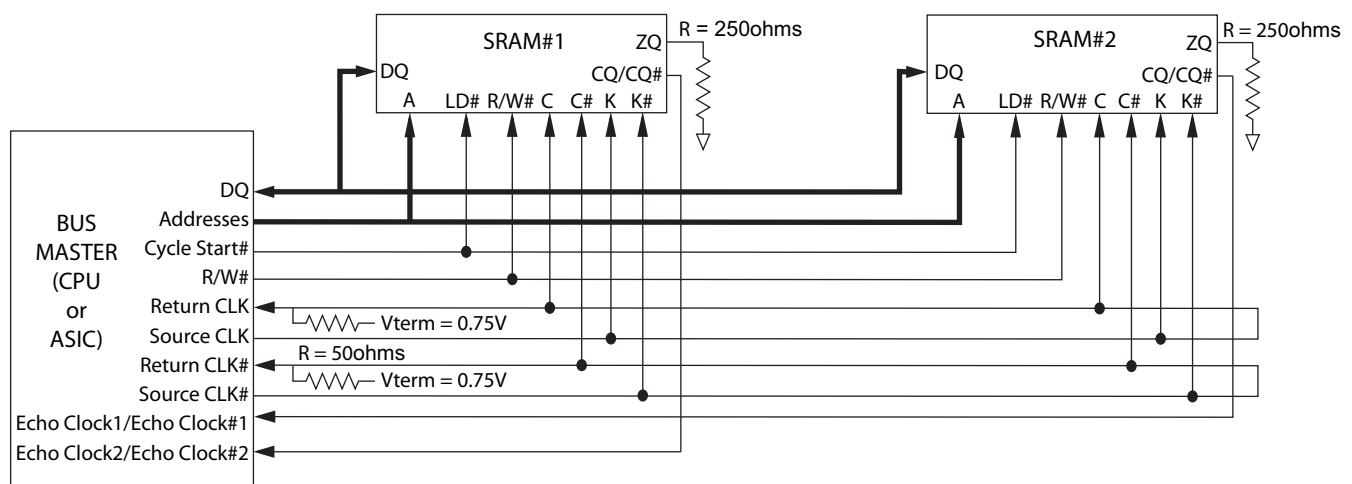 SRAM#1
ZQ
R = 250ohms
DQ
CQ/CQ#
A LD# R/W# C C# K K#
SRAM#2
ZQ
R = 250ohms
DQ
CQ/CQ#
A LD# R/W# C C# K K#
BUS
MASTER
(CPU
or
ASIC)
DQ
Addresses
Cycle Start#
R/W#
Return CLK
Vterm = 0.75V
Source CLK
Return CLK#
R = 50ohms
Vterm = 0.75V
Source CLK#
Echo Clock1/Echo Clock#1
Echo Clock2/Echo Clock#2